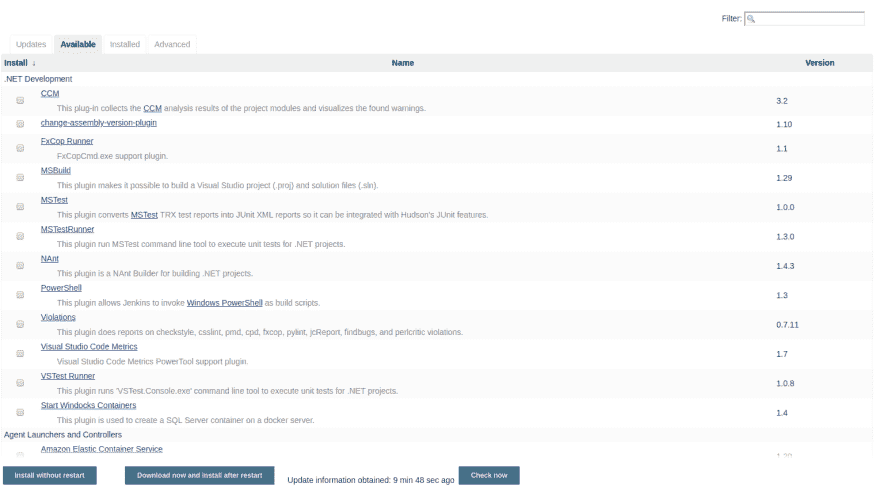 Filter:
Updates Available Installed Advanced
Install ↓ Name Version
.NET Development
CCM
This plug-in collects the CCM analysis results of the project modules and visualizes the found warnings.
3.2
change-assembly-version-plugin
1.10
FxCop Runner
FxCopCmd.exe support plugin.
1.1
MSBuild
This plugin makes it possible to build a Visual Studio project (.proj) and solution files (.sln).
1.29
MSTest
This plugin converts MSTest TRX test reports into JUnit XML reports so it can be integrated with Hudson's JUnit features.
1.0.0
MSTestRunner
This plugin run MSTest command line tool to execute unit tests for .NET projects.
1.3.0
NAnt
This plugin is a NAnt Builder for building .NET projects.
1.4.3
PowerShell
This plugin allows Jenkins to invoke Windows PowerShell as build scripts.
1.3
Violations
This plugin does reports on checkstyle, csslint, pmd, cpd, fxcop, pylint, jcReport, findbugs, and perlcritic violations.
0.7.11
Visual Studio Code Metrics
Visual Studio Code Metrics PowerTool support plugin.
1.7
VSTest Runner
This plugin runs 'VSTest.Console.exe' command line tool to execute unit tests for .NET projects.
1.0.8
Start Windocks Containers
This plugin is used to create a SQL Server container on a docker server.
1.4
Agent Launchers and Controllers
Amazon Elastic Container Service
Install without restart Download now and install after restart Update information obtained: 9 min 48 sec ago Check now